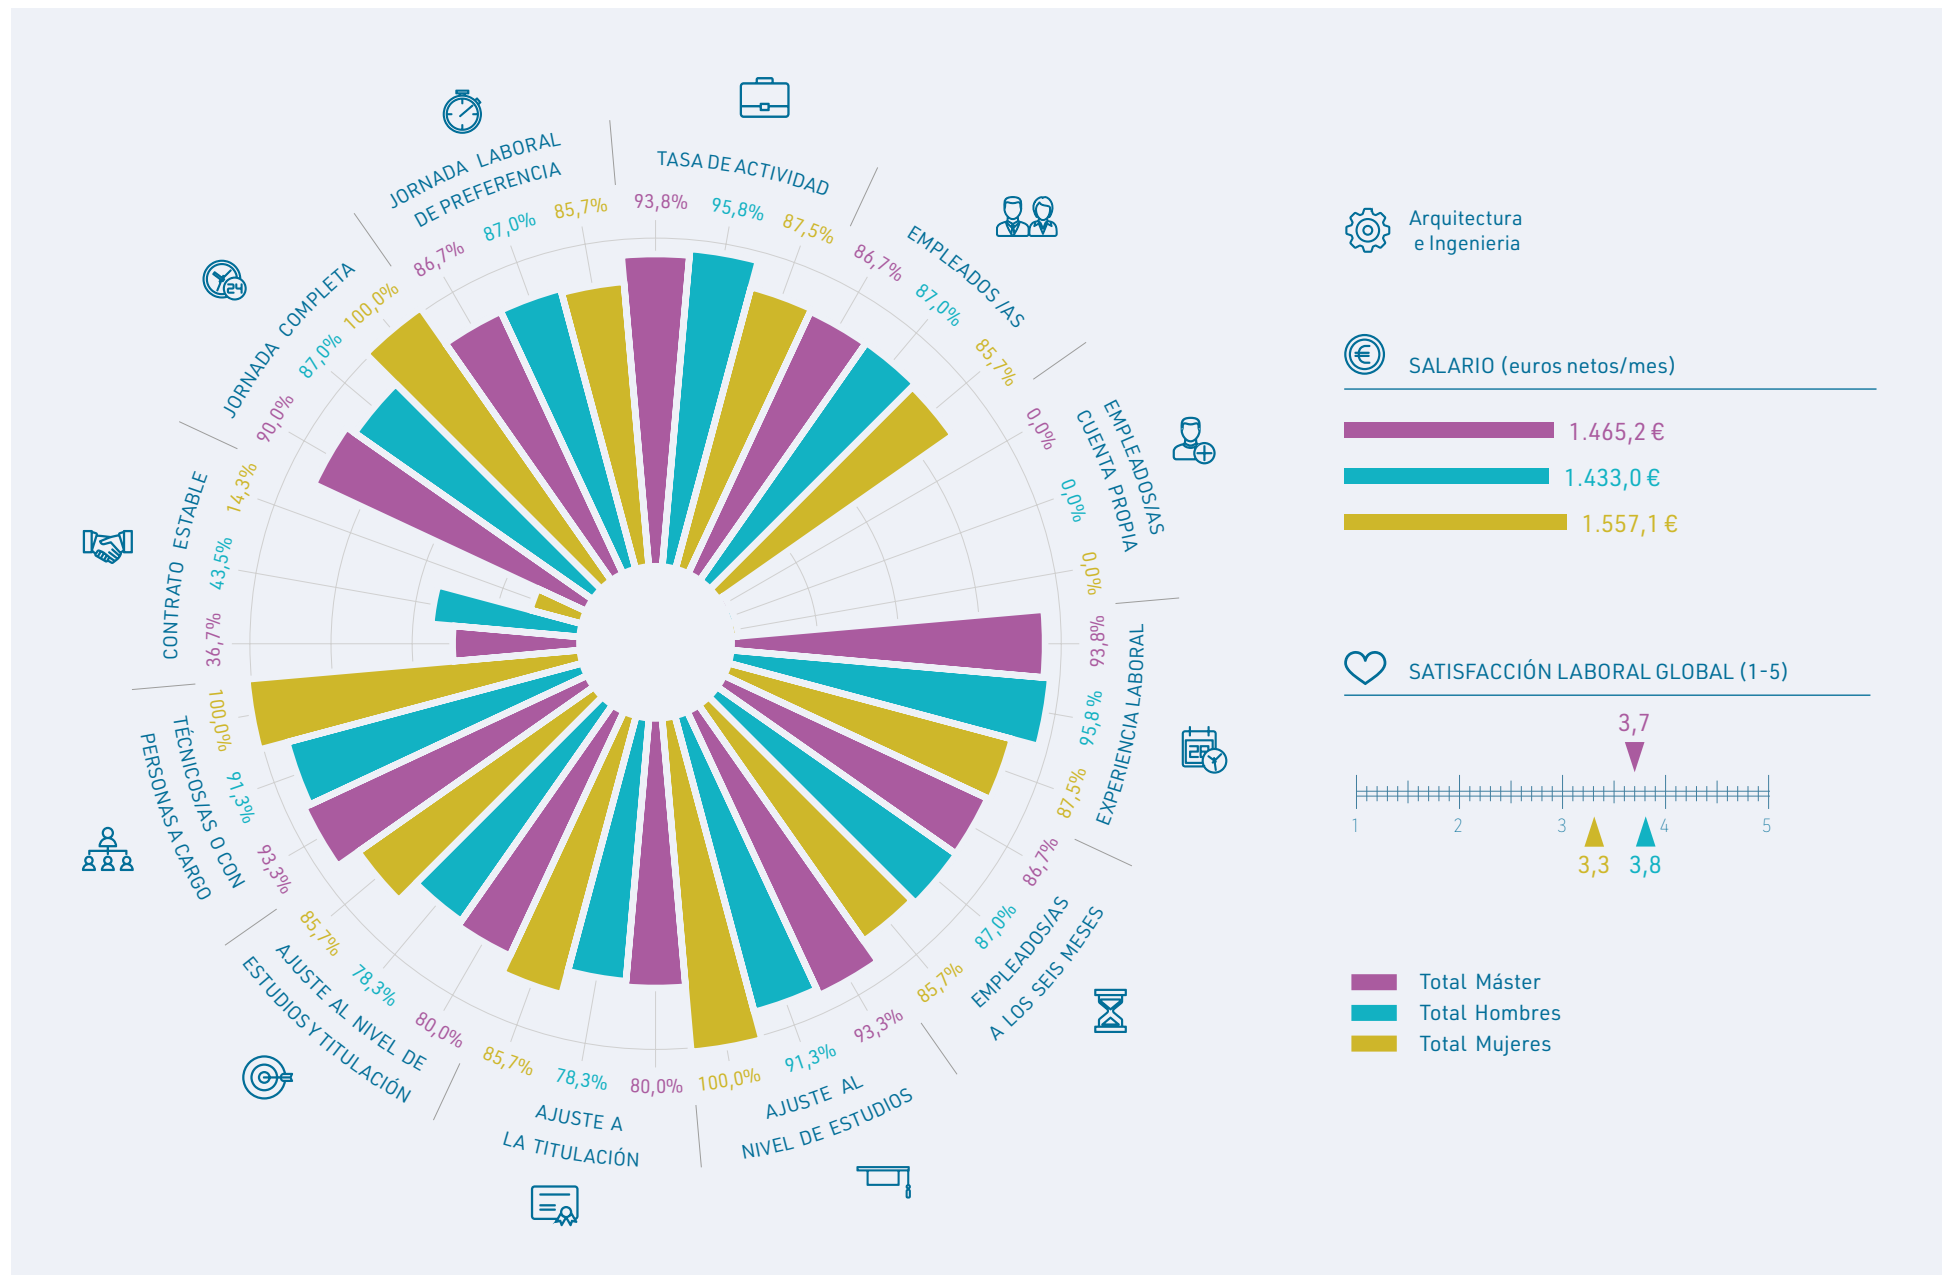 JORNADA LABORAL
DE PREFERENCIA
86,7%
87,0%
85,7%
TASA DE ACTIVIDAD
93,8%
95,8%
87,5%
EMPLEADOS /AS
86,7%
87,0%
85,7%
EMPLEADOS/AS
CUENTA PROPIA
0,0%
0,0%
0,0%
EXPERIENCIA LABORAL
93,8%
95,8 %
87,5%
EMPLEADOS/AS
A LOS SEIS MESES
86,7%
87,0%
85,7%
AJUSTE AL
NIVEL DE ESTUDIOS
93,3%
91,3%
100,0%
AJUSTE A
LA TITULACIÓN
80,0%
78,3%
85,7%
AJUSTE AL NIVEL DE
ESTUDIOS Y TITULACIÓN
80,0%
78,3%
85,7%
TÉCNICOS/AS O CON
PERSONAS A CARGO
93,3%
91,3%
100,0%
CONTRATO ESTABLE
36,7%
43,5%
14,3%
JORNADA COMPLETA
90,0%
87,0%
100,0%
24
28
Arquitectura
e Ingenieria
€
SALARIO (euros netos/mes)
1.465,2 €
1.433,0 €
1.557,1 €
SATISFACCIÓN LABORAL GLOBAL (1-5)
3,7
1 2 3 4 5
3,3 3,8
Total Máster
Total Hombres
Total Mujeres